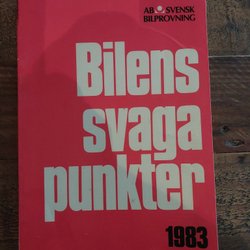 AB SVENSK
BILPROVNING
Bilens
svaga
punkter
1983